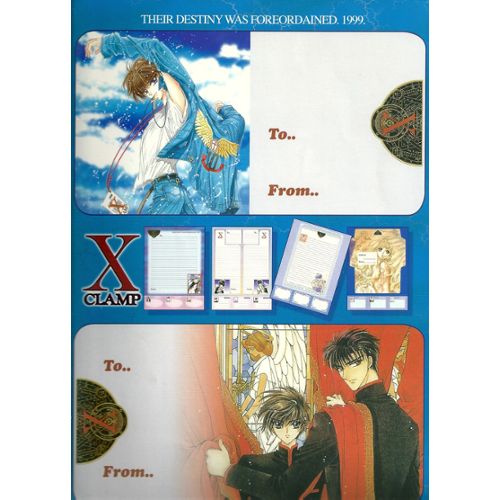 THEIR DESTINY WAS FOREORDAINED. 1999.
To..
From..
X
CLAMP
To..
From..